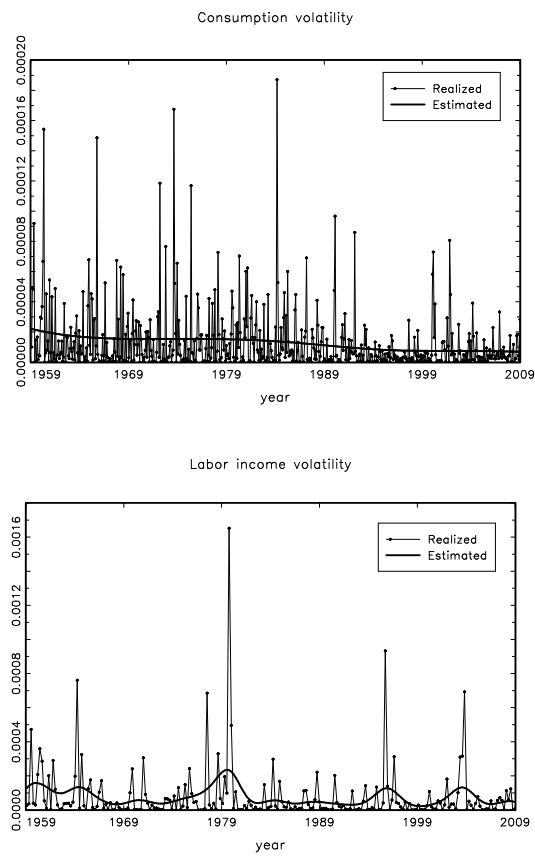 Consumption volatility
0.00020
0.00016
0.00012
0.00008
0.00004
0.00000
Realized
Estimated
1959 1969 1979 1989 1999 2009
year
Labor income volatility
0.0016
0.0012
0.0008
0.0004
0.0000
Realized
Estimated
1959 1969 1979 1989 1999 2009
year